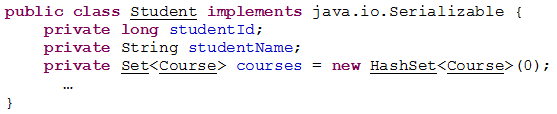 public class Student implements java.io.Serializable {
private long studentId;
private String studentName;
private Set<Course> courses = new HashSet<Course>(0);
…
}